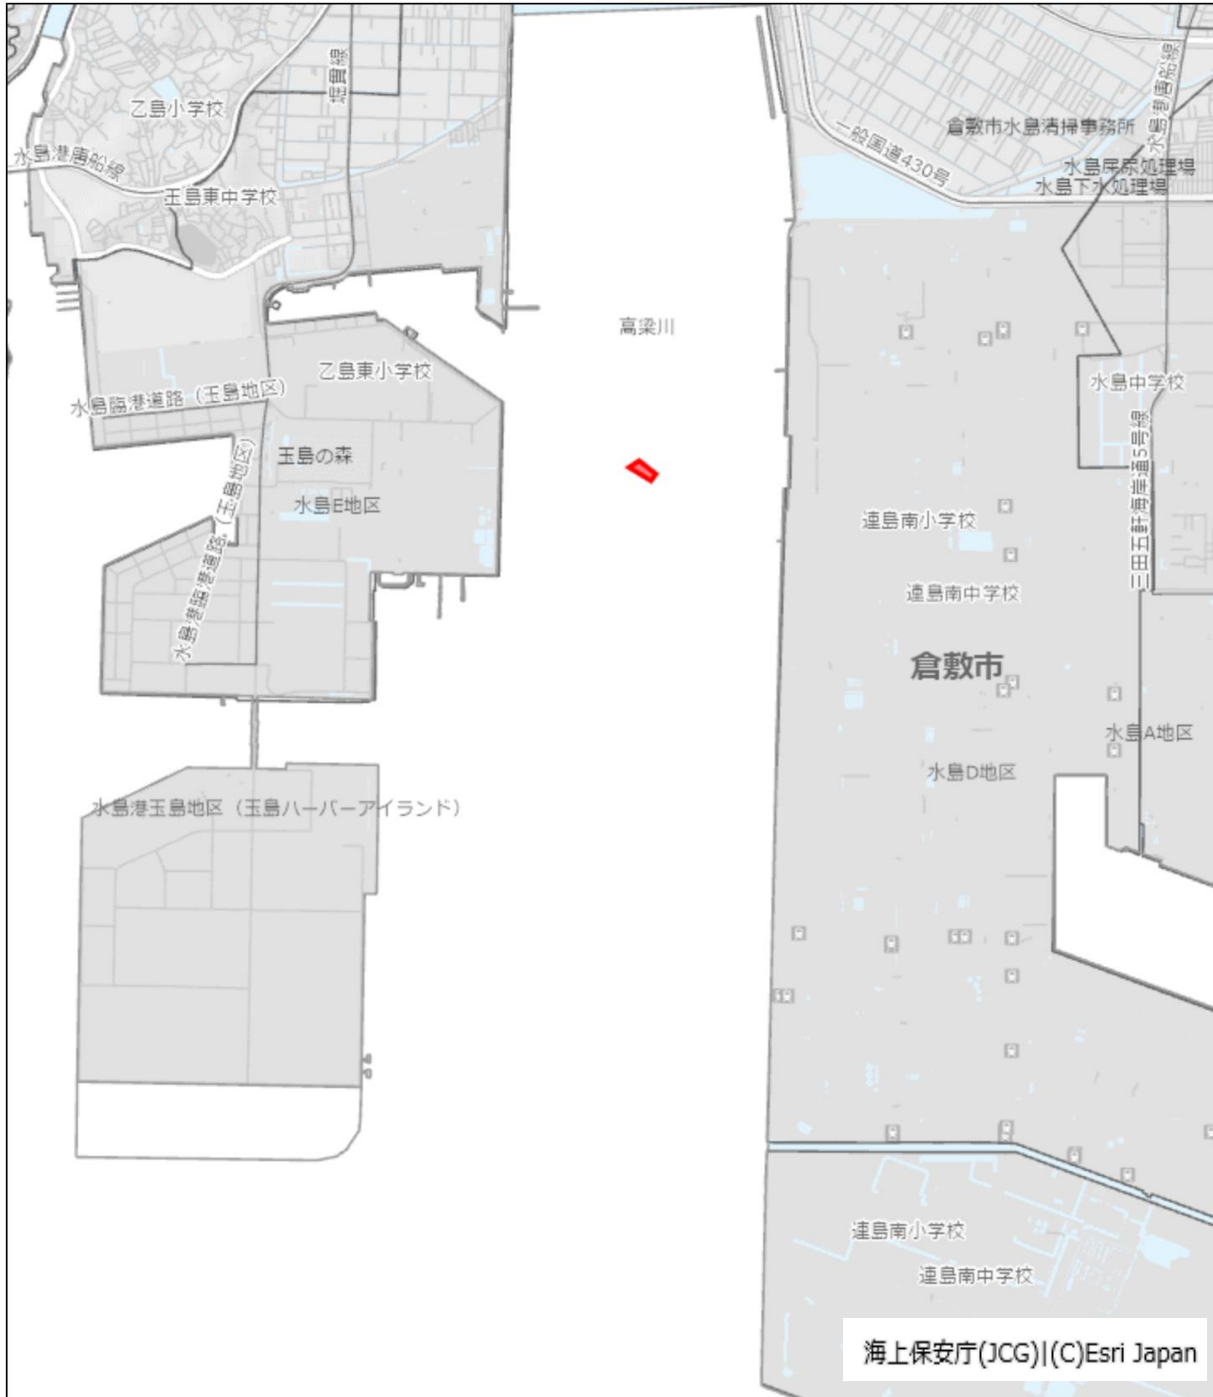 堀貫線
乙島小学校
水島港唐船線
倉敷市水島清掃事務所
一般国道430号
水島港唐船線
水島屎尿処理場
水島下水処理場
玉島東中学校
高梁川
乙島東小学校
水島中学校
水島臨港道路（玉島地区）
玉島の森
三田五軒海岸通5号線
水島E地区
水島港臨港道路（玉島地区）
連島南小学校
連島南中学校
倉敷市
水島A地区
水島D地区
水島港玉島地区（玉島ハーバーアイランド）
連島南小学校
連島南中学校
海上保安庁(JCG)|(C)Esri Japan